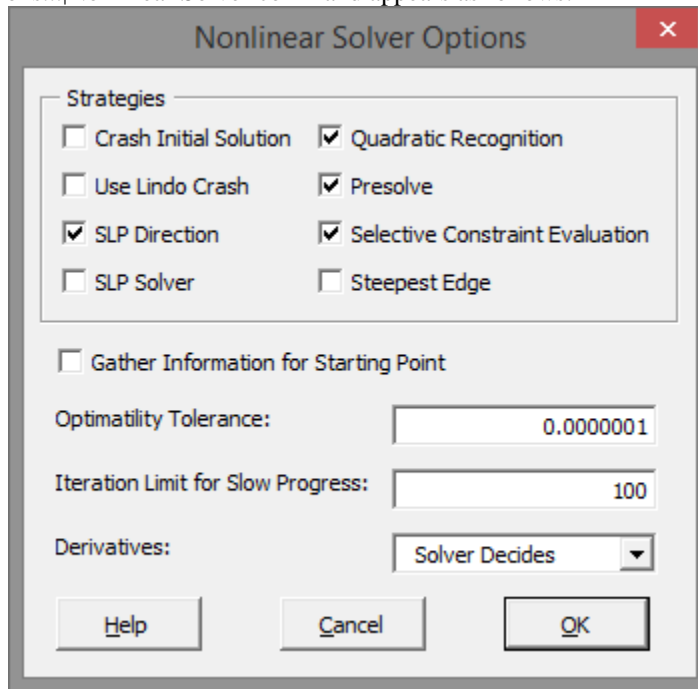 Nonlinear Solver Options
Strategies
Crash Initial Solution
Quadratic Recognition
Use Lindo Crash
Presolve
SLP Direction
Selective Constraint Evaluation
SLP Solver
Steepest Edge
Gather Information for Starting Point
Optimatility Tolerance: 0.0000001
Iteration Limit for Slow Progress: 100
Derivatives: Solver Decides
Help Cancel OK